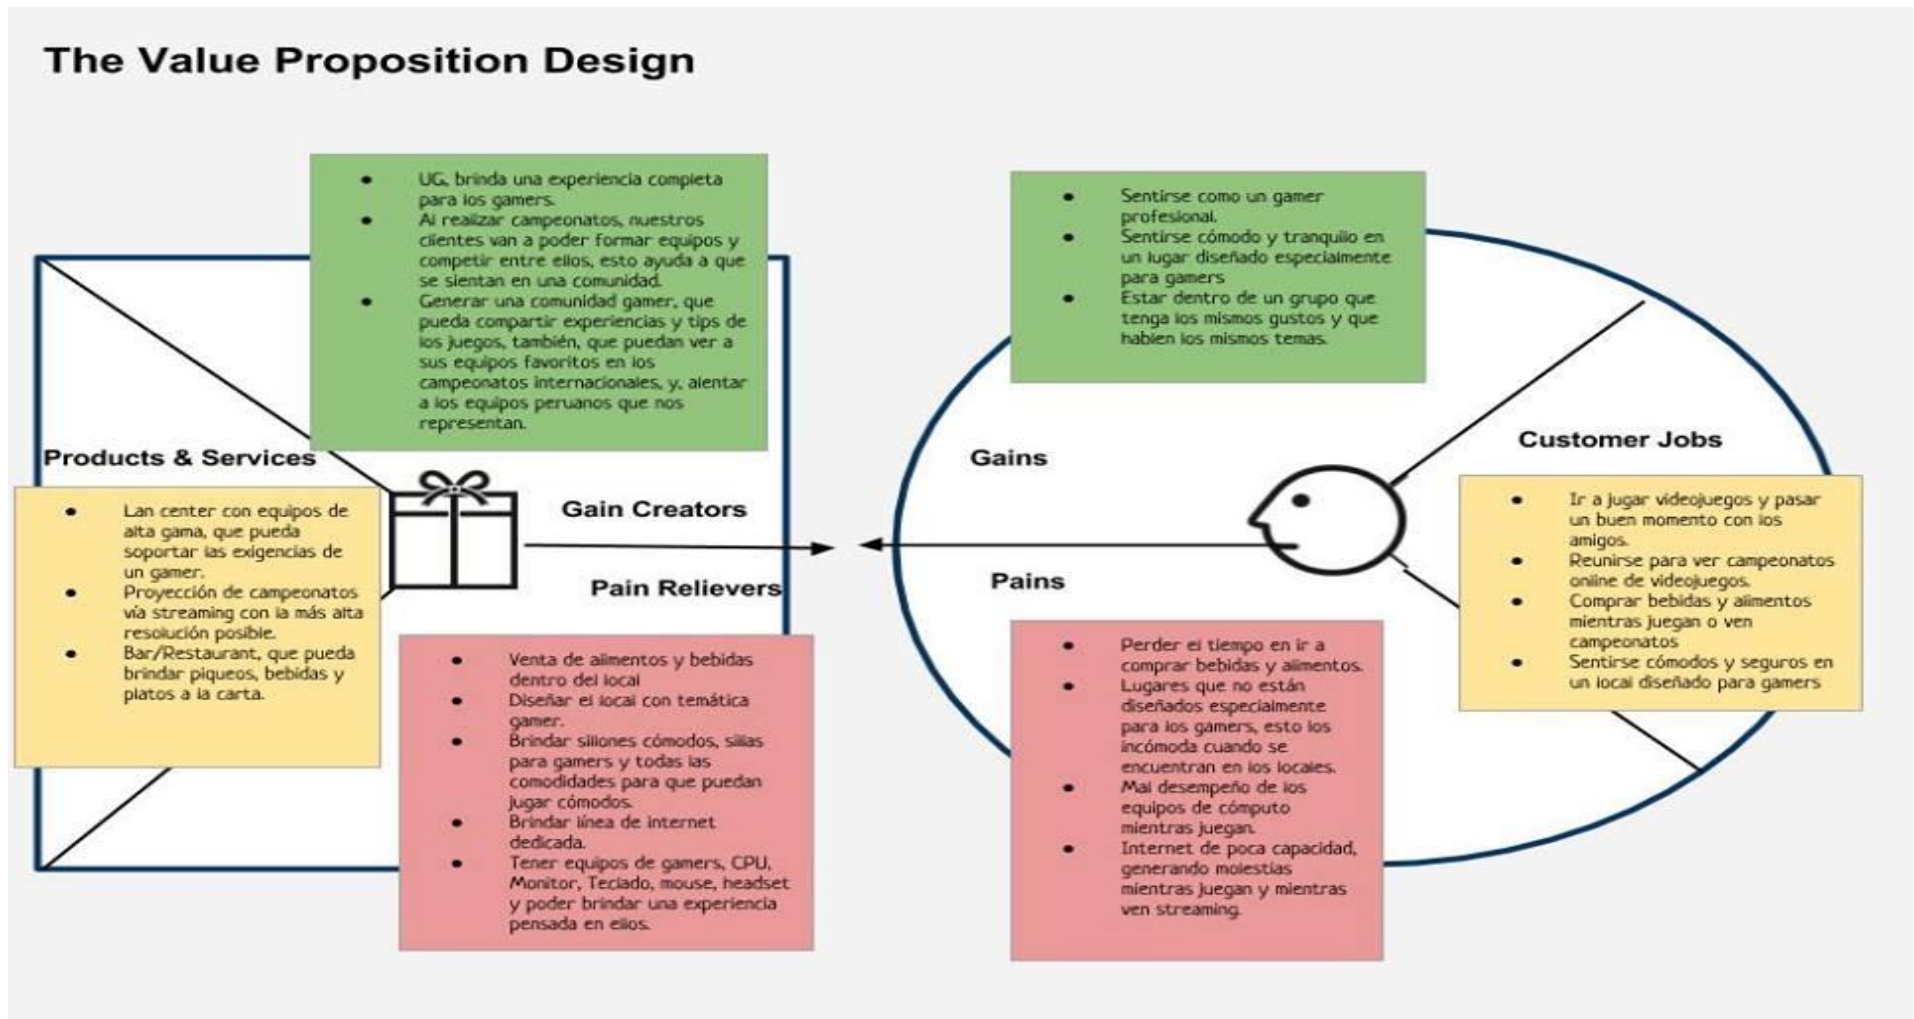 The Value Proposition Design
UG, brinda una experiencia completa
para los gamers.
Al realizar campeonatos, nuestros
clientes van a poder formar equipos y
competir entre ellos, esto ayuda a que
se sientan en una comunidad.
Generar una comunidad gamer, que
pueda compartir experiencias y tips de
los juegos, también, que puedan ver a
sus equipos favoritos en los
campeonatos internacionales, y, alentar
a los equipos peruanos que nos
representan.
Products & Services
Lan center con equipos de
alta gama, que pueda
soportar las exigencias de
un gamer.
Proyección de campeonatos
vía streaming con la más alta
resolución posible.
Bar/Restaurant, que pueda
brindar piqueos, bebidas y
platos a la carta.
Gain Creators
Pain Relievers
Venta de alimentos y bebidas
dentro del local
Diseñar el local con temática
gamer.
Brindar sillones cómodos, sillas
para gamers y todas las
comodidades para que puedan
jugar cómodos.
Brindar línea de internet
dedicada.
Tener equipos de gamers, CPU,
Monitor, Teclado, mouse, headset
y poder brindar una experiencia
pensada en ellos.
Sentirse como un gamer
profesional.
Sentirse cómodo y tranquilo en
un lugar diseñado especialmente
para gamers
Estar dentro de un grupo que
tenga los mismos gustos y que
hablen los mismos temas.
Gains
Pains
Perder el tiempo en ir a
comprar bebidas y alimentos.
Lugares que no están
diseñados especialmente
para los gamers, esto los
incómoda cuando se
encuentran en los locales.
Mal desempeño de los
equipos de cómputo
mientras juegan.
Internet de poca capacidad,
generando molestias
mientras juegan y mientras
ven streaming.
Customer Jobs
Ir a jugar videojuegos y pasar
un buen momento con los
amigos.
Reunirse para ver campeonatos
online de videojuegos.
Comprar bebidas y alimentos
mientras juegan o ven
campeonatos
Sentirse cómodos y seguros en
un local diseñado para gamers